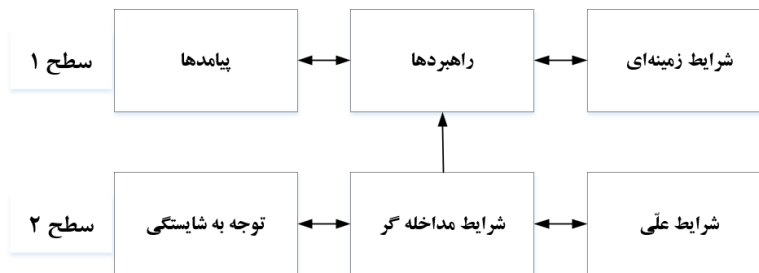 شرایط زمینه‌ای
راهبردها
پیامدها
سطح ۱
شرایط علّی
شرایط مداخله گر
توجه به شایستگی
سطح ۲